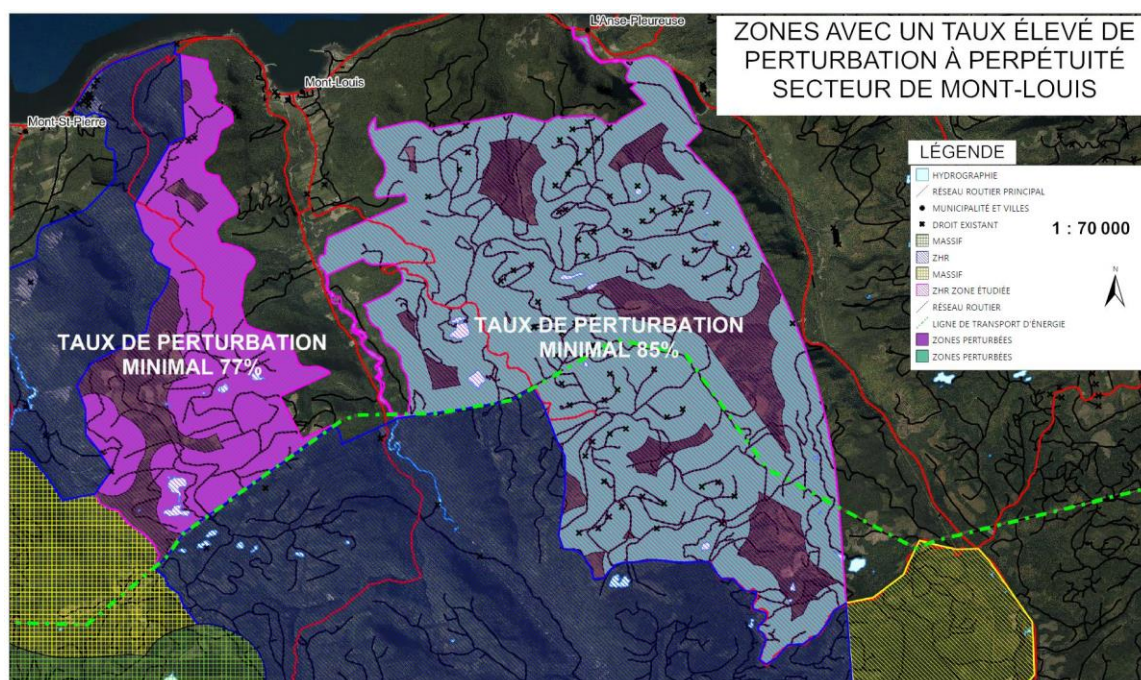 L'Anse-Pleureuse
ZONES AVEC UN TAUX ÉLEVÉ DE
PERTURBATION À PERPÉTUITÉ
SECTEUR DE MONT-LOUIS
Mont-Louis
Mont-St-Pierre
LÉGENDE
HYDROGRAPHIE
RÉSEAU ROUTIER PRINCIPAL
MUNICIPALITÉ ET VILLES
DROIT EXISTANT
1 : 70 000
MASSIF
ZHR
MASSIF
ZHR ZONE ÉTUDIÉE
RÉSEAU ROUTIER
LIGNE DE TRANSPORT D'ÉNERGIE
ZONES PERTURBÉES
ZONES PERTURBÉES
N
TAUX DE PERTURBATION
MINIMAL 77%
TAUX DE PERTURBATION
MINIMAL 85%